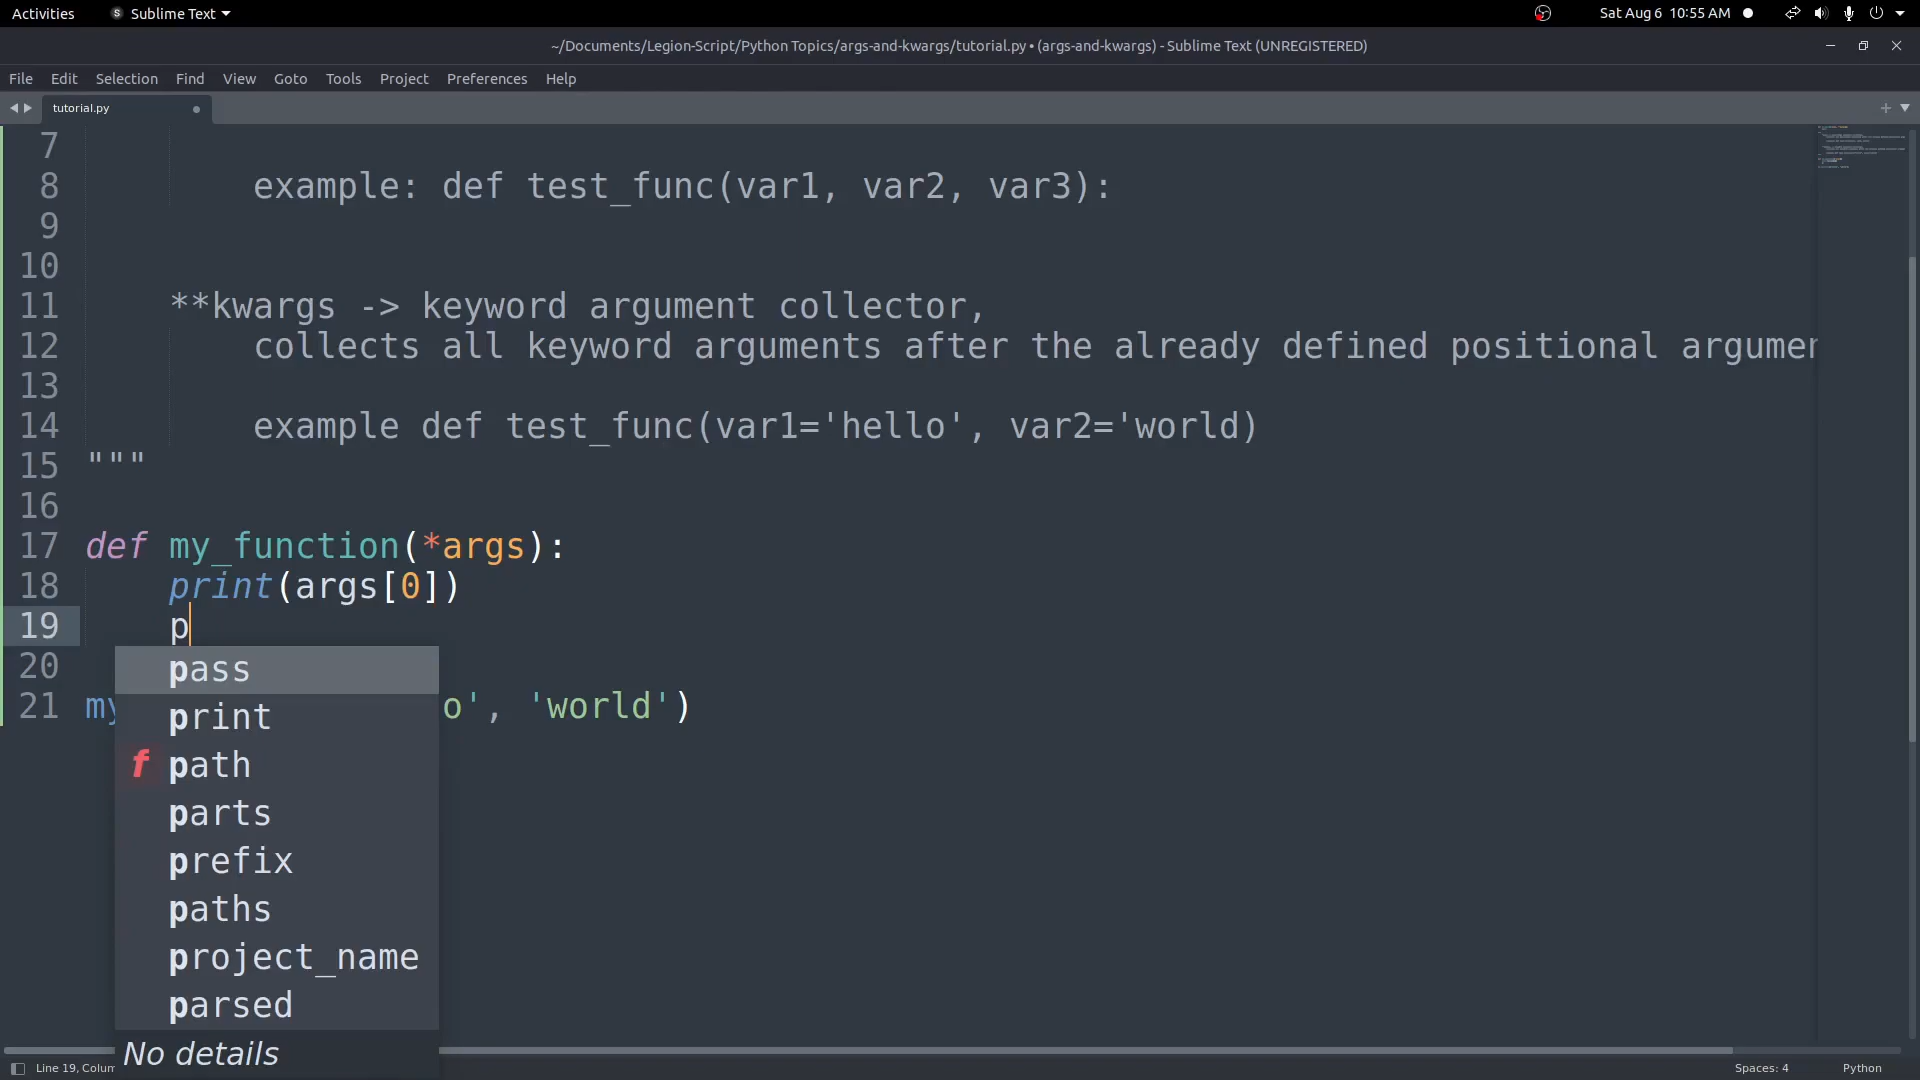 Activities
Sublime Text
Sat Aug 6 10:55 AM
~/Documents/Legion-Script/Python Topics/args-and-kwargs/tutorial.py • (args-and-kwargs) - Sublime Text (UNREGISTERED)
File Edit Selection Find View Goto Tools Project Preferences Help
tutorial.py
7
8 example: def test_func(var1, var2, var3):
9
10
11 **kwargs -> keyword argument collector,
12 collects all keyword arguments after the already defined positional argumen
13
14 example def test_func(var1='hello', var2='world)
15 """
16
17 def my_function(*args):
18 print(args[0])
19 p
20
21 my o', 'world')
pass
print
f path
parts
prefix
paths
project_name
parsed
No details
Line 19, Colum
Spaces: 4
Python